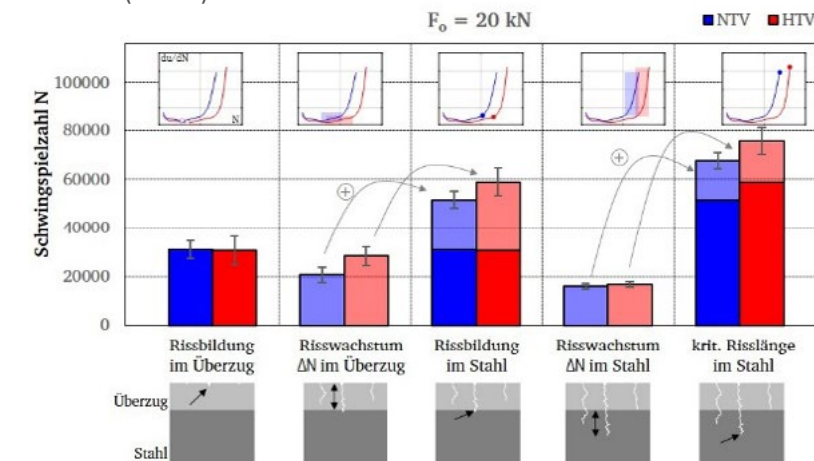 F₀ = 20 kN
NTV HTV
Schwingspielzahl N
100000
80000
60000
40000
20000
0
du/dN
N
Rissbildung
im Überzug
Risswachstum
ΔN im Überzug
Rissbildung
im Stahl
Risswachstum
ΔN im Stahl
krit. Risslänge
im Stahl
Überzug
Stahl